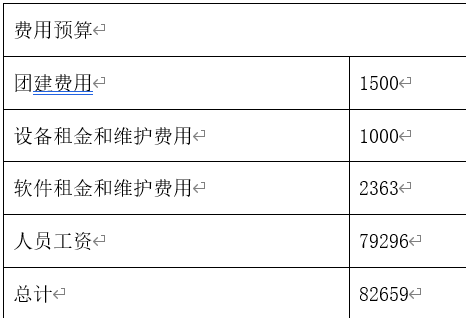 费用预算
团建费用 1500
设备租金和维护费用 1000
软件租金和维护费用 2363
人员工资 79296
总计 82659